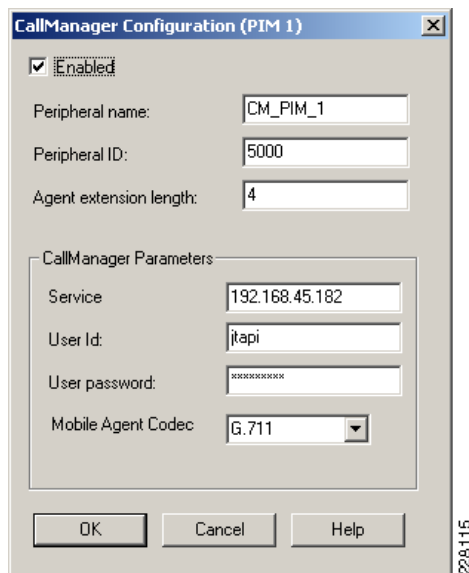 CallManager Configuration (PIM 1)
Enabled
Peripheral name: CM_PIM_1
Peripheral ID: 5000
Agent extension length: 4
CallManager Parameters
Service 192.168.45.182
User Id: jtapi
User password: *********
Mobile Agent Codec G.711
OK Cancel Help
228115